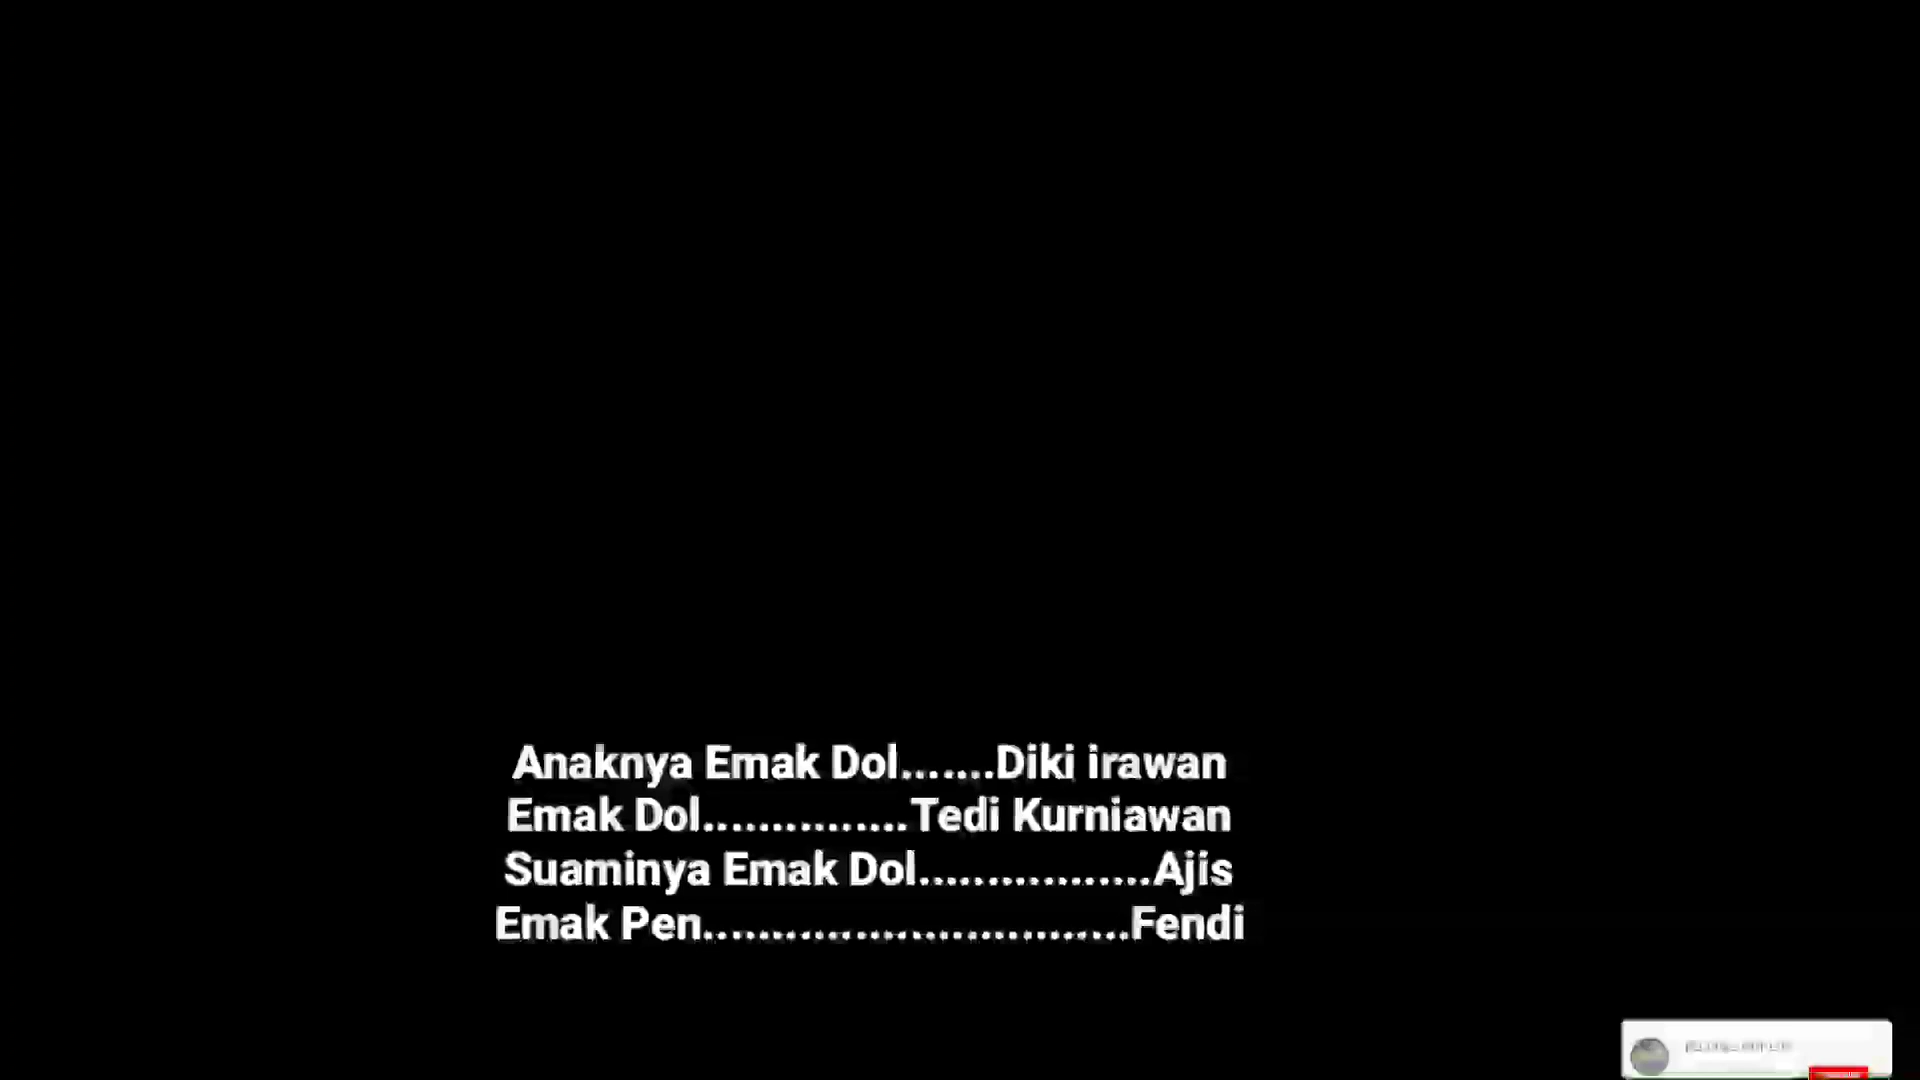 Anaknya Emak Dol.......Diki irawan
Emak Dol...............Tedi Kurniawan
Suaminya Emak Dol.................Ajis
Emak Pen...............................Fendi